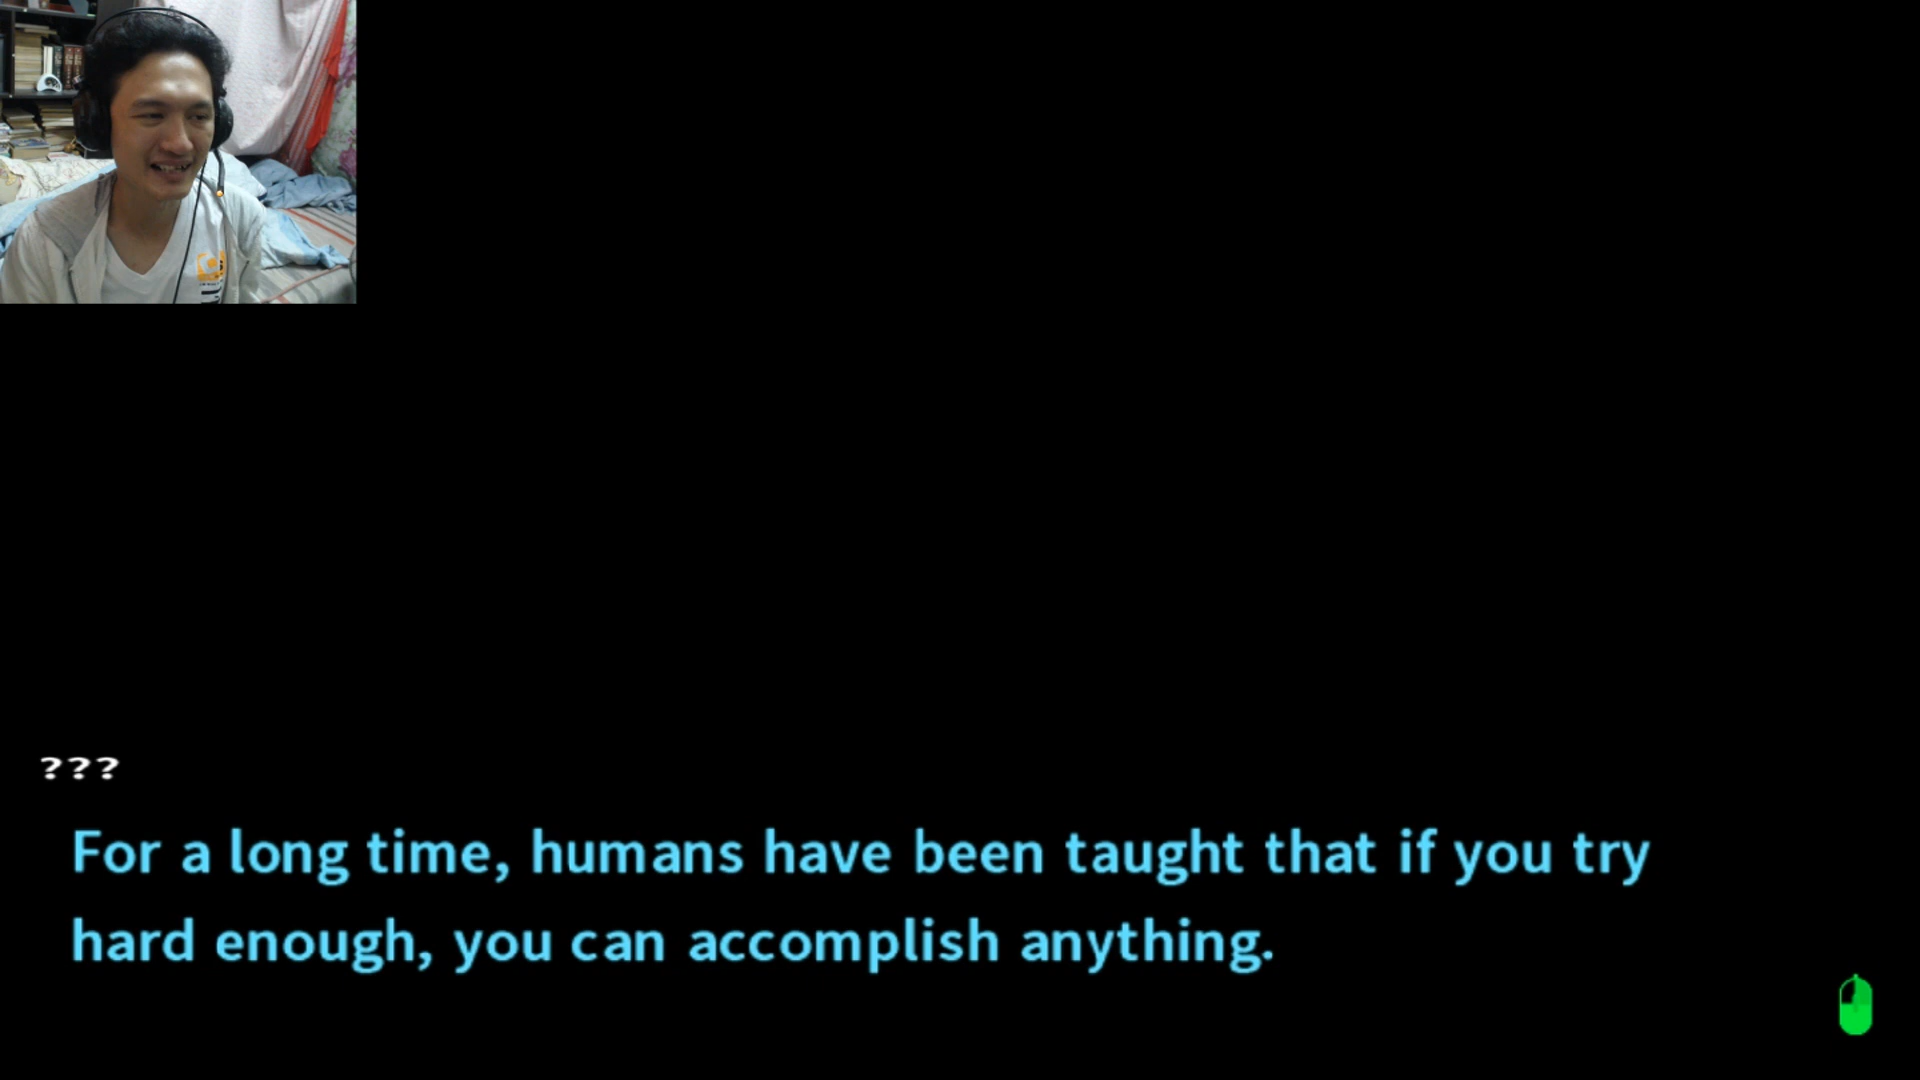 ???
For a long time, humans have been taught that if you try
hard enough, you can accomplish anything.